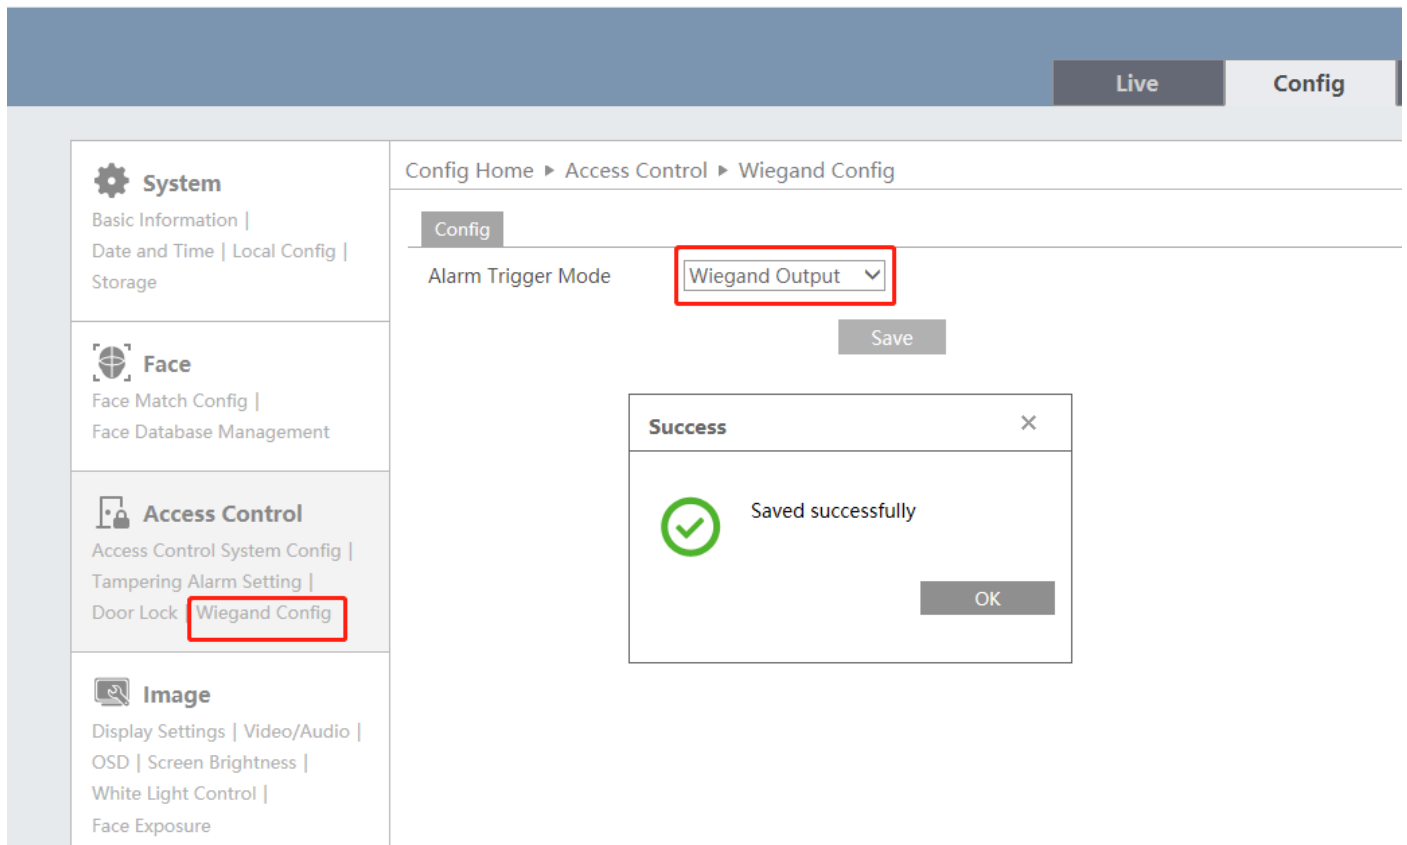 Live
Config
System
Basic Information |
Date and Time | Local Config |
Storage
Face
Face Match Config |
Face Database Management
Access Control
Access Control System Config |
Tampering Alarm Setting |
Door Lock | Wiegand Config
Image
Display Settings | Video/Audio |
OSD | Screen Brightness |
White Light Control |
Face Exposure
Config Home ▶ Access Control ▶ Wiegand Config
Config
Alarm Trigger Mode
Wiegand Output
Save
Success
Saved successfully
OK